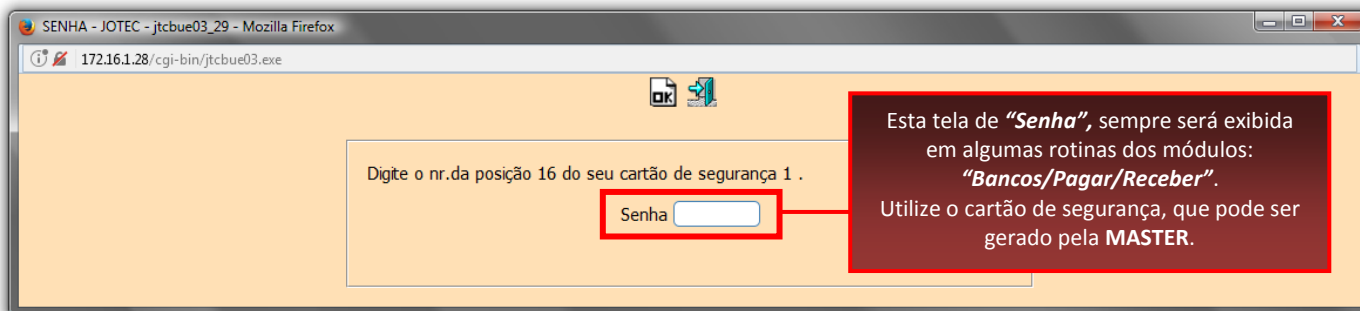 SENHA - JOTEC - jtcbue03_29 - Mozilla Firefox
172.16.1.28/cgi-bin/jtcbue03.exe
OK
Digite o nr.da posição 16 do seu cartão de segurança 1 .
Senha
Esta tela de “Senha”, sempre será exibida
em algumas rotinas dos módulos:
“Bancos/Pagar/Receber”.
Utilize o cartão de segurança, que pode ser
gerado pela MASTER.